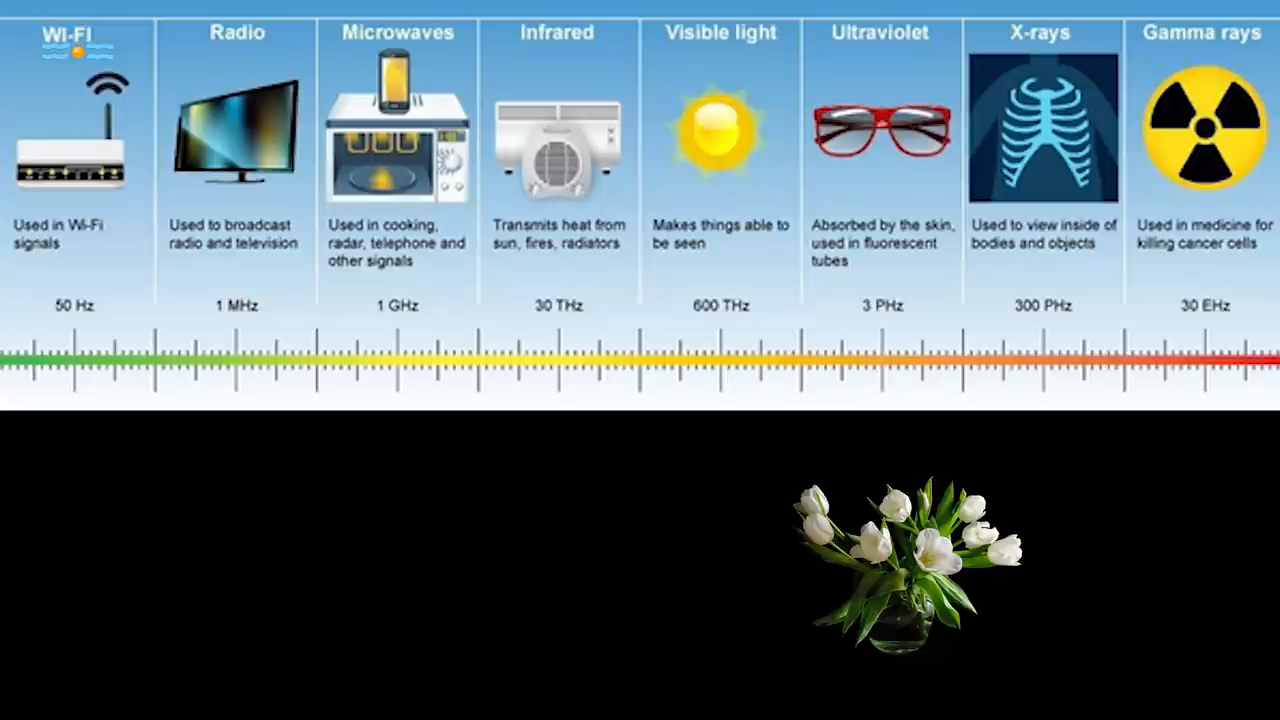 WI-FI
Radio
Microwaves
Infrared
Visible light
Ultraviolet
X-rays
Gamma rays
Used in Wi-Fi
signals
Used to broadcast
radio and television
Used in cooking,
radar, telephone and
other signals
Transmits heat from
sun, fires, radiators
Makes things able to
be seen
Absorbed by the skin,
used in fluorescent
tubes
Used to view inside of
bodies and objects
Used in medicine for
killing cancer cells
50 Hz
1 MHz
1 GHz
30 THz
600 THz
3 PHz
300 PHz
30 EHz